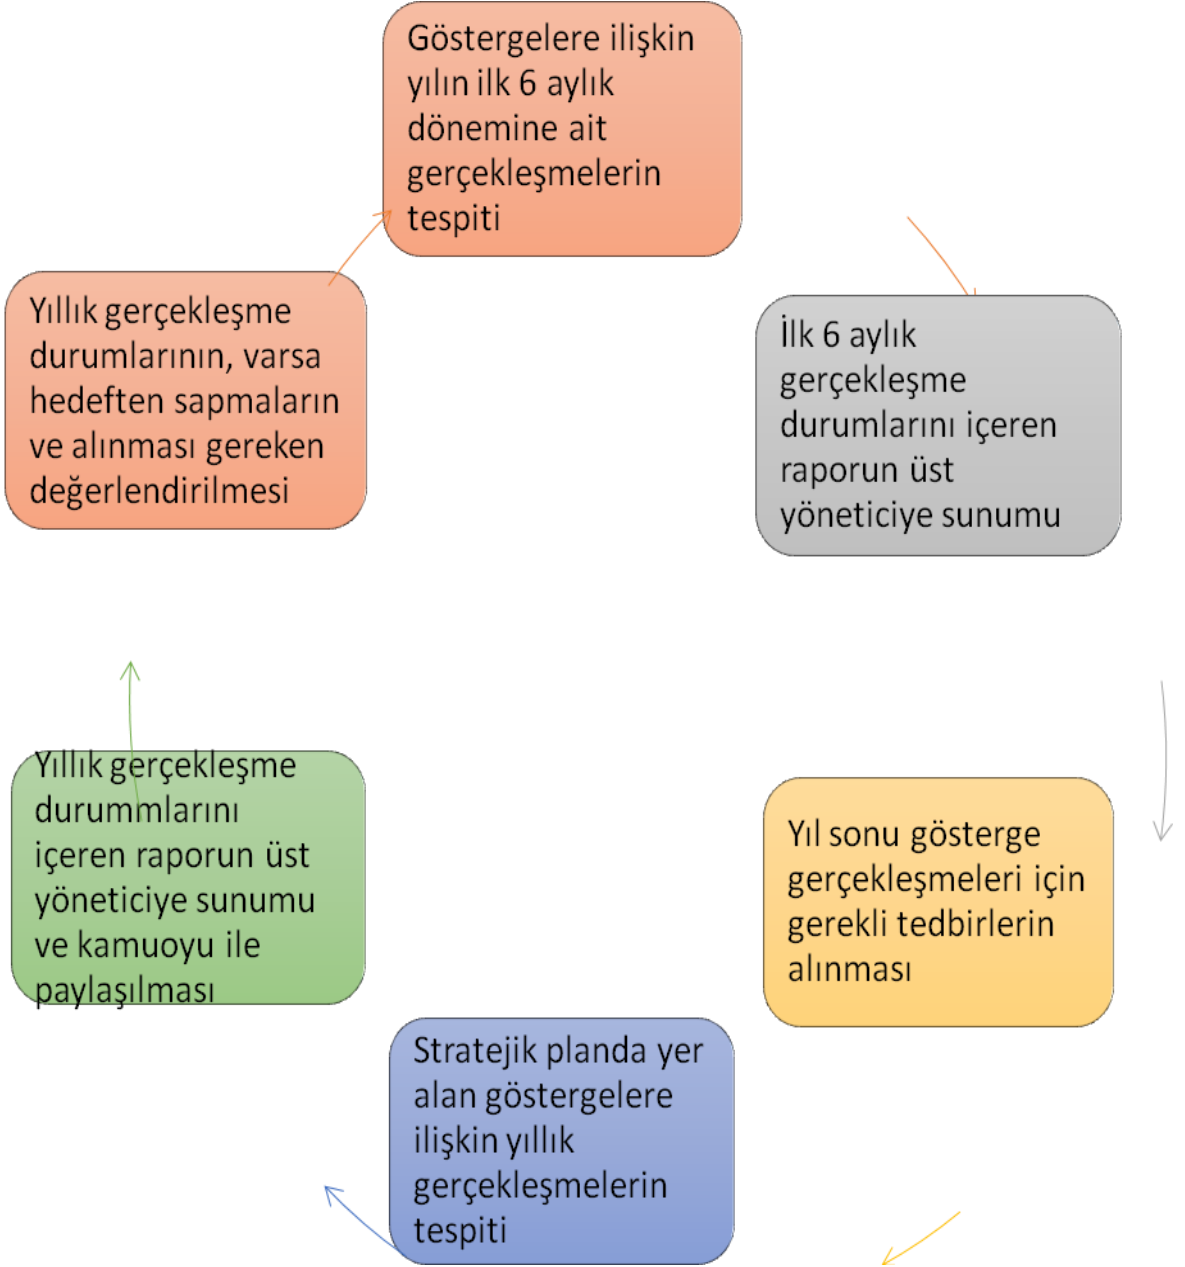 Göstergelere ilişkin
yılın ilk 6 aylık
dönemine ait
gerçekleşmelerin
tespiti
İlk 6 aylık
gerçekleşme
durumlarını içeren
raporun üst
yöneticiye sunumu
Yıl sonu gösterge
gerçekleşmeleri için
gerekli tedbirlerin
alınması
Stratejik planda yer
alan göstergelere
ilişkin yıllık
gerçekleşmelerin
tespiti
Yıllık gerçekleşme
durummlarını
içeren raporun üst
yöneticiye sunumu
ve kamuoyu ile
paylaşılması
Yıllık gerçekleşme
durumlarının, varsa
hedeften sapmaların
ve alınması gereken
değerlendirilmesi